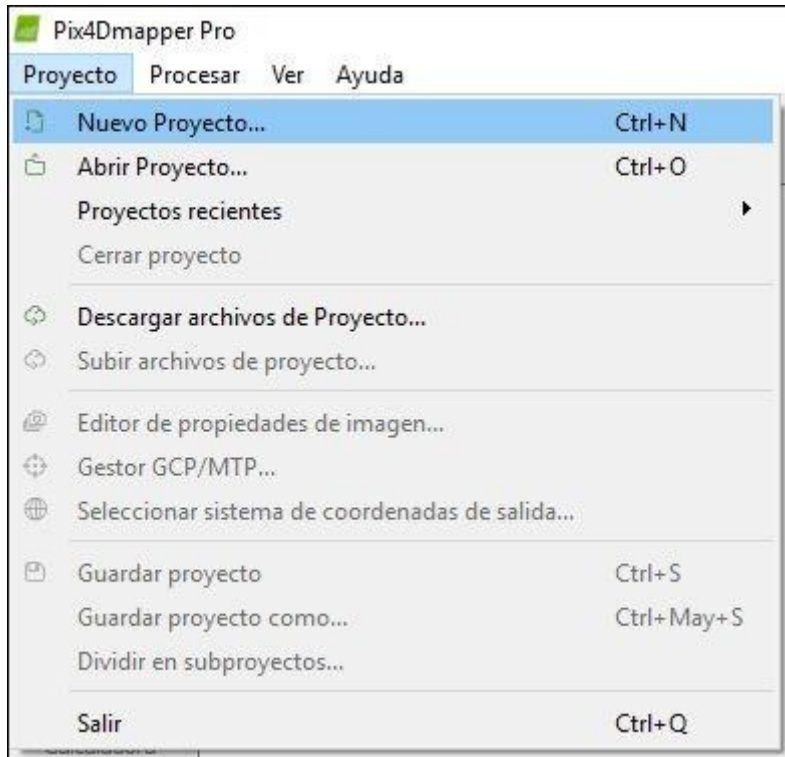 Pix4Dmapper Pro
Proyecto Procesar Ver Ayuda
Nuevo Proyecto... Ctrl+N
Abrir Proyecto... Ctrl+O
Proyectos recientes
Cerrar proyecto
Descargar archivos de Proyecto...
Subir archivos de proyecto...
Editor de propiedades de imagen...
Gestor GCP/MTP...
Seleccionar sistema de coordenadas de salida...
Guardar proyecto Ctrl+S
Guardar proyecto como... Ctrl+May+S
Dividir en subproyectos...
Salir Ctrl+Q